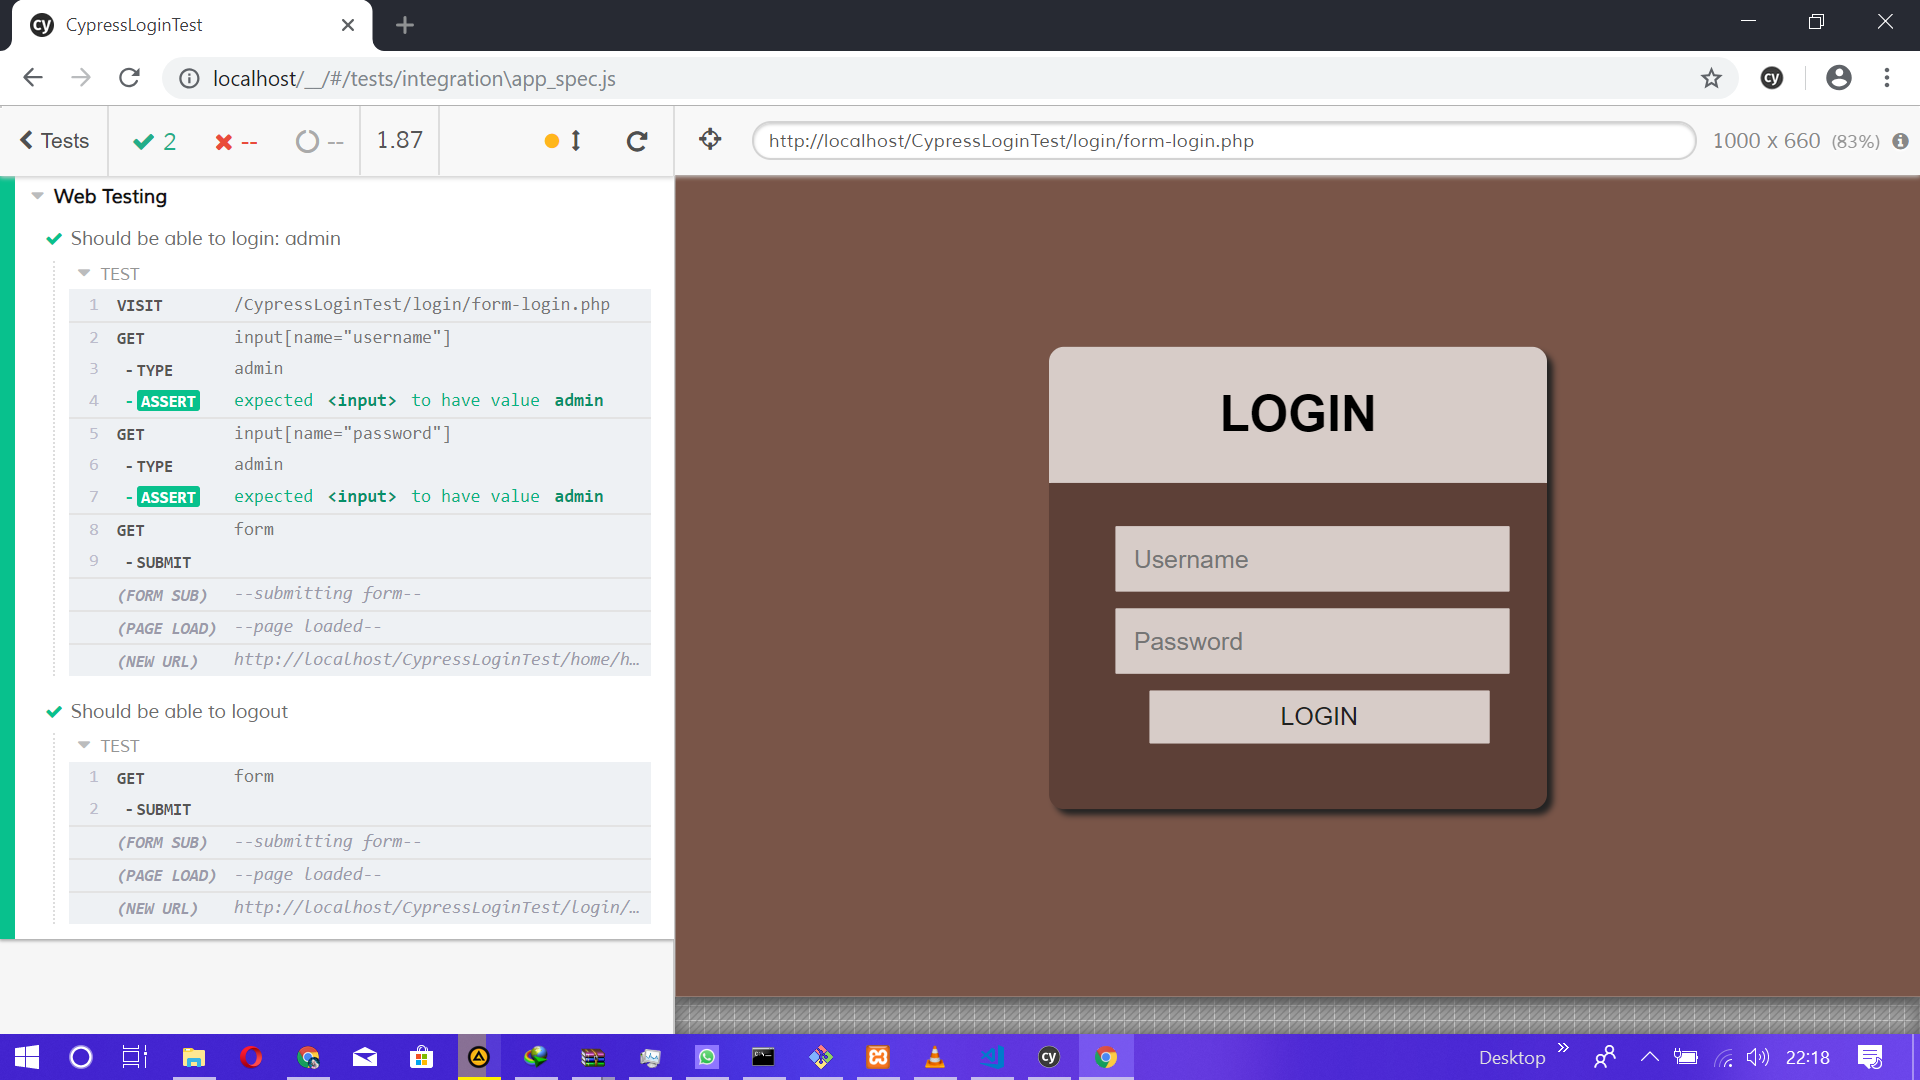 cy CypressLoginTest
localhost/__/#/tests/integration\app_spec.js
cy
Tests 2 -- -- 1.87
http://localhost/CypressLoginTest/login/form-login.php 1000 x 660 (83%)
Web Testing
Should be able to login: admin
TEST
1 VISIT /CypressLoginTest/login/form-login.php
2 GET input[name="username"]
3 - TYPE admin
4 - ASSERT expected <input> to have value admin
5 GET input[name="password"]
6 - TYPE admin
7 - ASSERT expected <input> to have value admin
8 GET form
9 - SUBMIT
(FORM SUB) --submitting form--
(PAGE LOAD) --page loaded--
(NEW URL) http://localhost/CypressLoginTest/home/h…
Should be able to logout
TEST
1 GET form
2 - SUBMIT
(FORM SUB) --submitting form--
(PAGE LOAD) --page loaded--
(NEW URL) http://localhost/CypressLoginTest/login/…
LOGIN
Username
Password
LOGIN
cy
Desktop
22:18